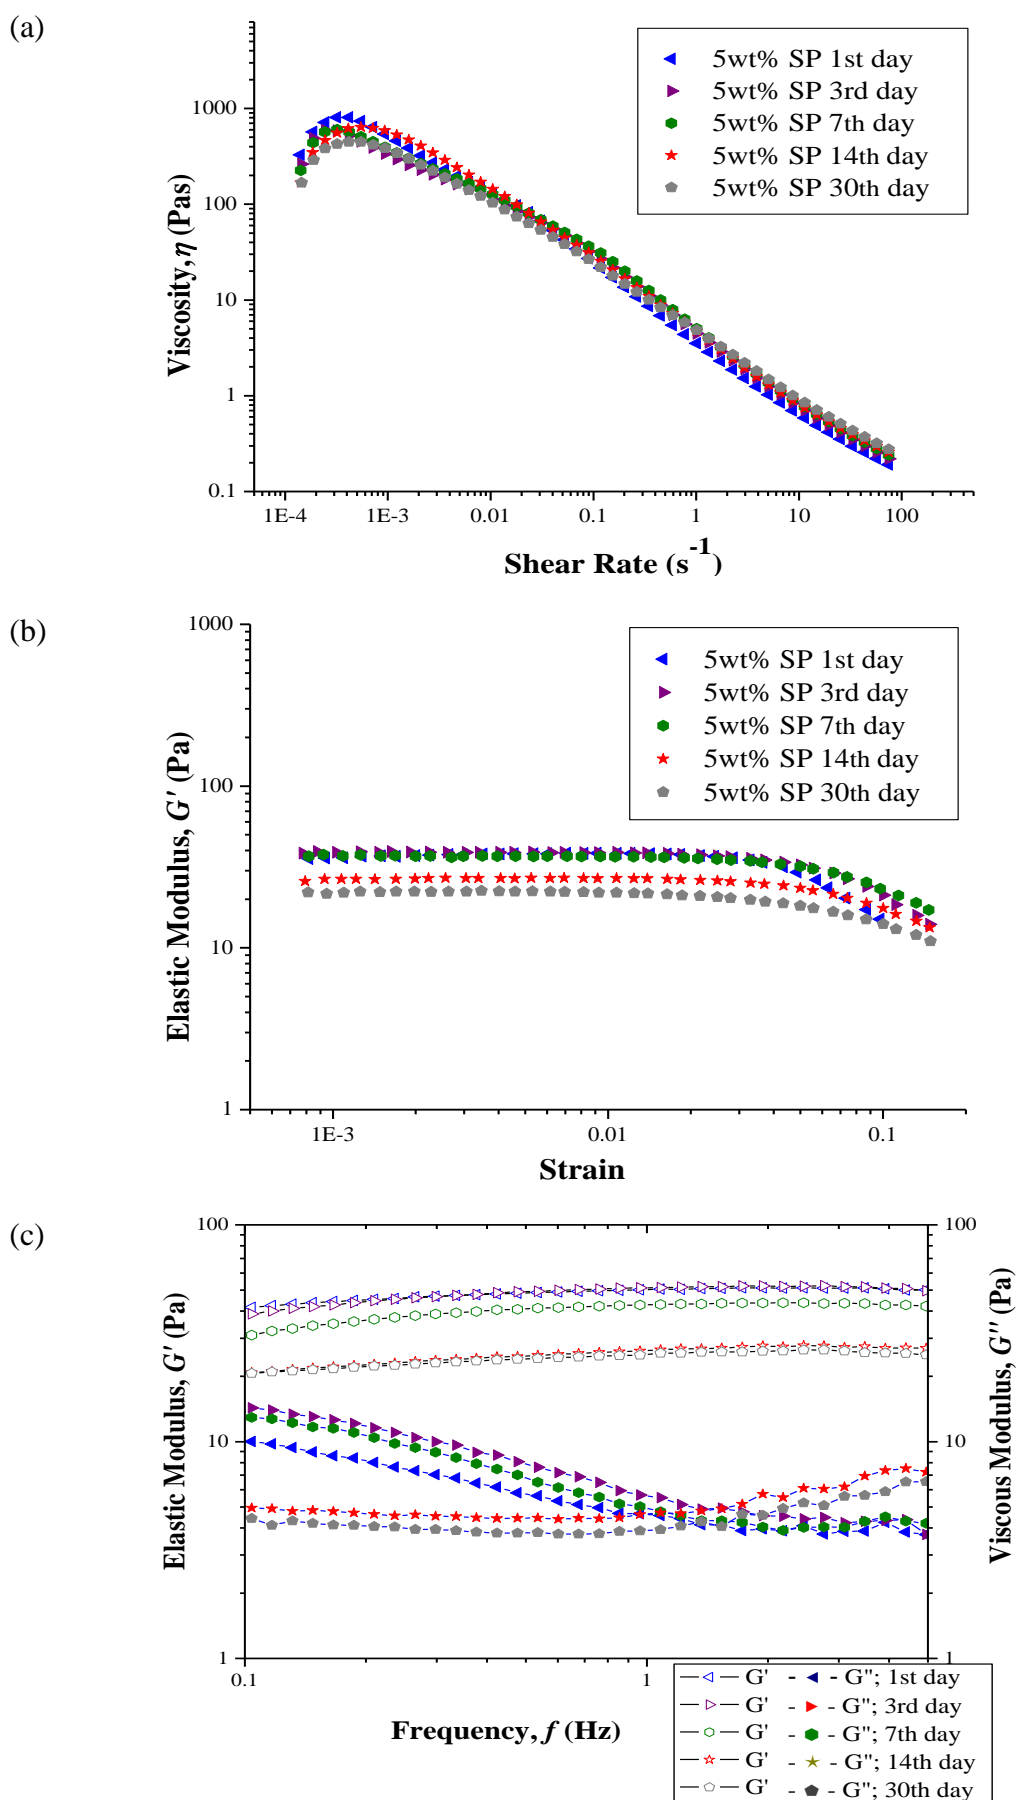 (a)
5wt% SP 1st day
5wt% SP 3rd day
5wt% SP 7th day
5wt% SP 14th day
5wt% SP 30th day
1000
100
10
1
0.1
Viscosity, η (Pas)
1E-4 1E-3 0.01 0.1 1 10 100
Shear Rate (s⁻¹)
(b)
5wt% SP 1st day
5wt% SP 3rd day
5wt% SP 7th day
5wt% SP 14th day
5wt% SP 30th day
1000
100
10
1
Elastic Modulus, G' (Pa)
1E-3 0.01 0.1
Strain
(c)
100
10
1
Elastic Modulus, G' (Pa)
100
10
1
Viscous Modulus, G'' (Pa)
0.1 1
Frequency, f (Hz)
G' G''; 1st day
G' G''; 3rd day
G' G''; 7th day
G' G''; 14th day
G' G''; 30th day